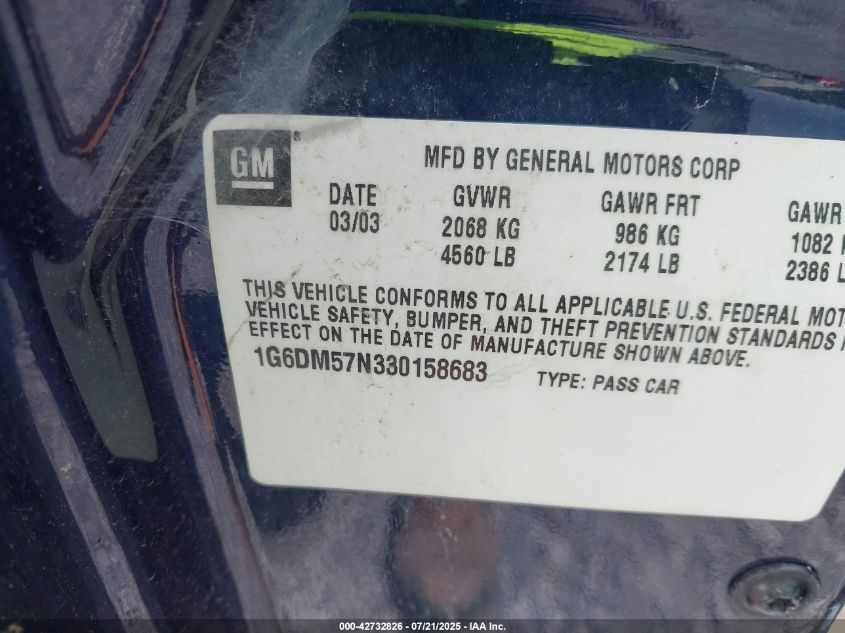 GM®
MFD BY GENERAL MOTORS CORP
DATE GVWR GAWR FRT GAWR
03/03 2068 KG 986 KG 1082
4560 LB 2174 LB 2386 L
THIS VEHICLE CONFORMS TO ALL APPLICABLE U.S. FEDERAL MOT
VEHICLE SAFETY, BUMPER, AND THEFT PREVENTION STANDARDS
EFFECT ON THE DATE OF MANUFACTURE SHOWN ABOVE.
1G6DM57N330158683 TYPE: PASS CAR
000-42732826 - 07/21/2025 - IAA Inc.